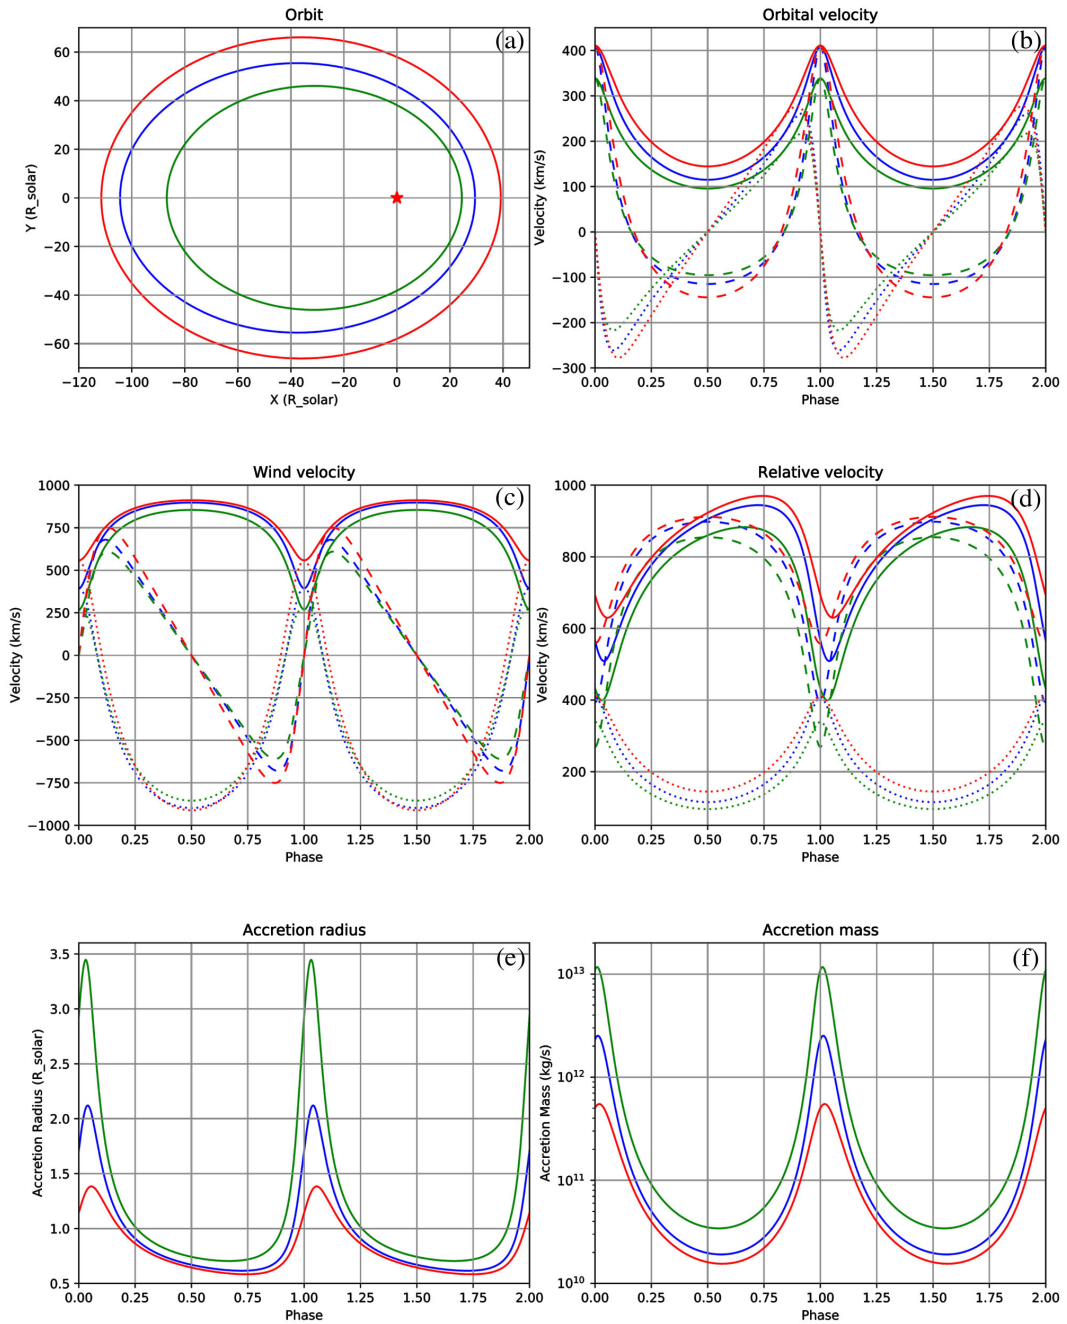 Orbit
(a)
Y (R_solar)
60
40
20
0
−20
−40
−60
−120 −100 −80 −60 −40 −20 0 20 40
X (R_solar)
Orbital velocity
(b)
Velocity (km/s)
400
300
200
100
0
−100
−200
−300
0.00 0.25 0.50 0.75 1.00 1.25 1.50 1.75 2.00
Phase
Wind velocity
(c)
Velocity (km/s)
1000
750
500
250
0
−250
−500
−750
−1000
0.00 0.25 0.50 0.75 1.00 1.25 1.50 1.75 2.00
Phase
Relative velocity
(d)
Velocity (km/s)
1000
800
600
400
200
0.00 0.25 0.50 0.75 1.00 1.25 1.50 1.75 2.00
Phase
Accretion radius
(e)
Accretion Radius (R_solar)
3.5
3.0
2.5
2.0
1.5
1.0
0.5
0.00 0.25 0.50 0.75 1.00 1.25 1.50 1.75 2.00
Phase
Accretion mass
(f)
Accretion Mass (kg/s)
10¹³
10¹²
10¹¹
10¹⁰
0.00 0.25 0.50 0.75 1.00 1.25 1.50 1.75 2.00
Phase